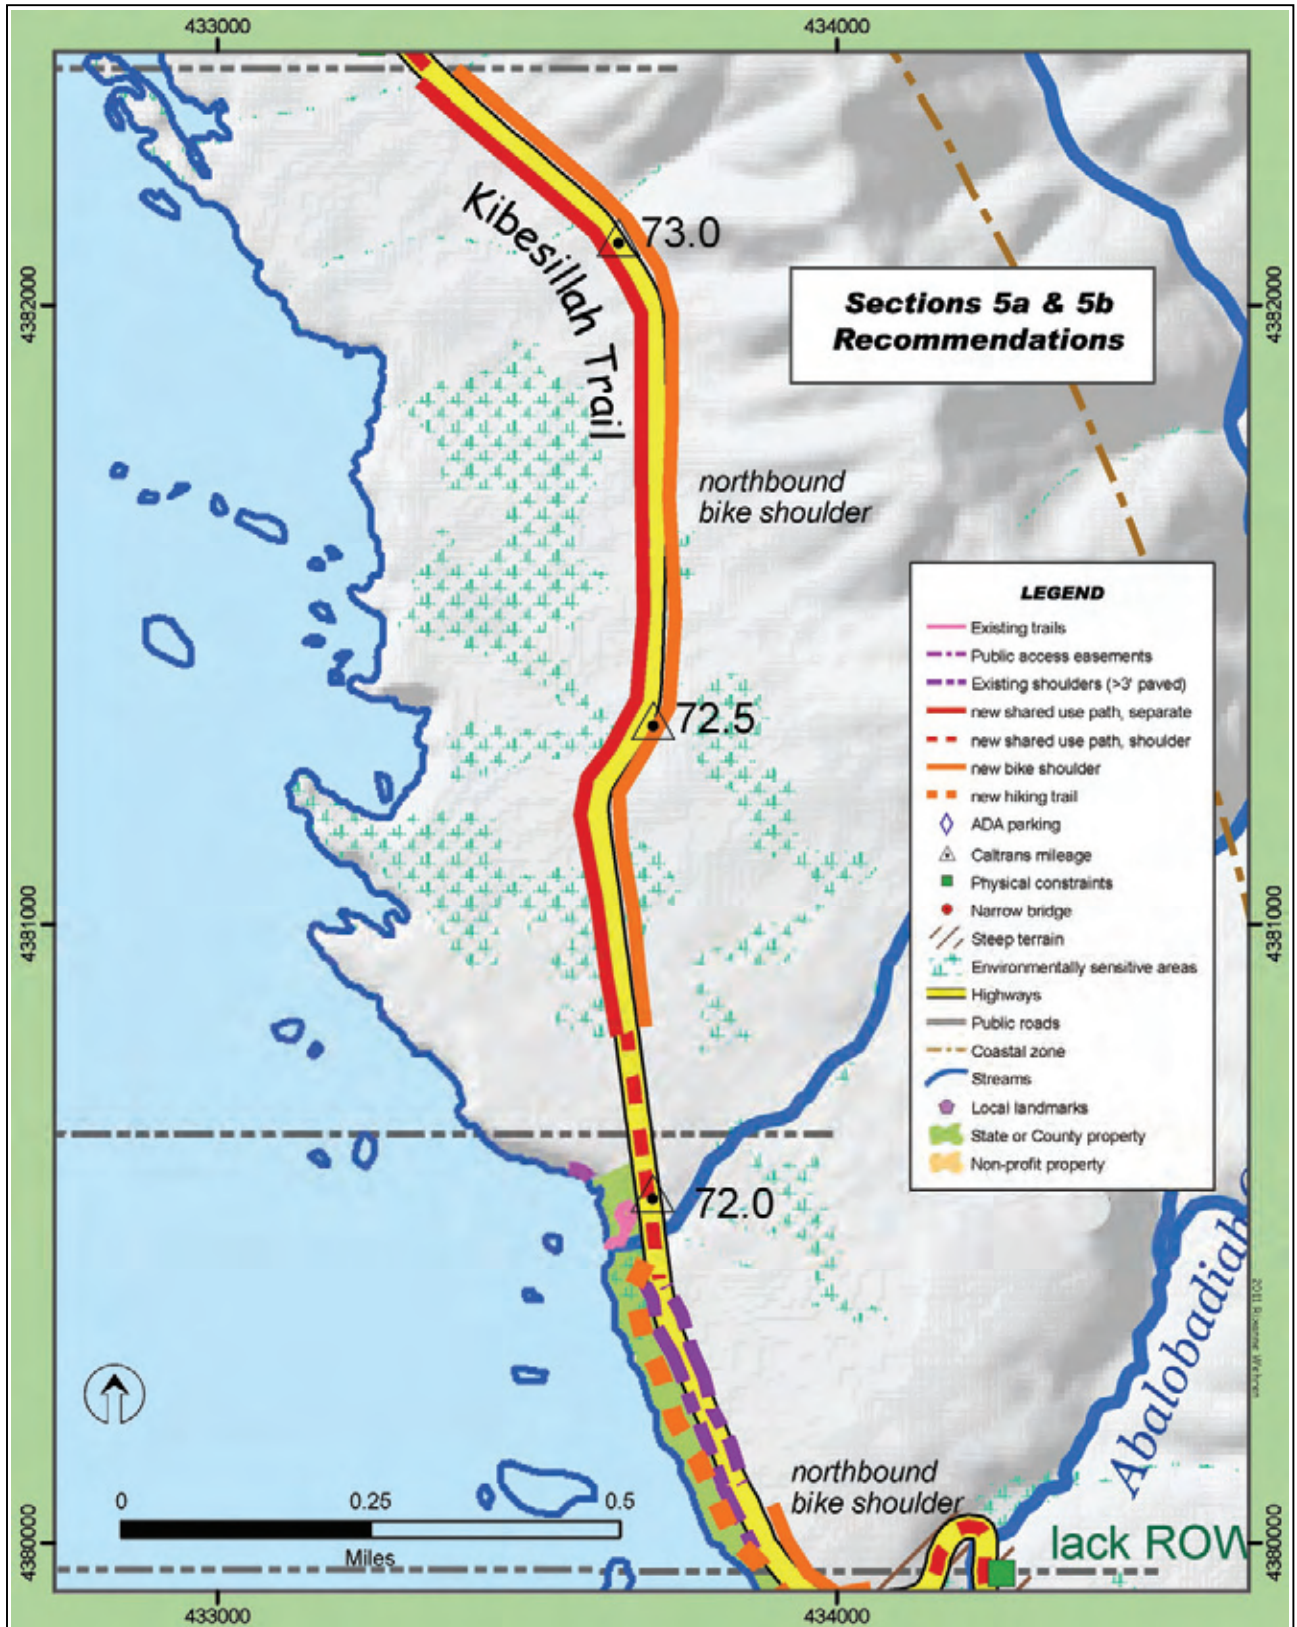 433000
434000
Kibesillah Trail
73.0
4382000
4382000
Sections 5a & 5b
Recommendations
northbound
bike shoulder
LEGEND
Existing trails
Public access easements
Existing shoulders (>3' paved)
new shared use path, separate
new shared use path, shoulder
new bike shoulder
new hiking trail
ADA parking
Caltrans mileage
Physical constraints
Narrow bridge
Steep terrain
Environmentally sensitive areas
Highways
Public roads
Coastal zone
Streams
Local landmarks
State or County property
Non-profit property
72.5
4381000
4381000
72.0
Abalobadiah
2011
northbound
bike shoulder
0
0.25
0.5
Miles
lack ROW
4380000
4380000
433000
434000